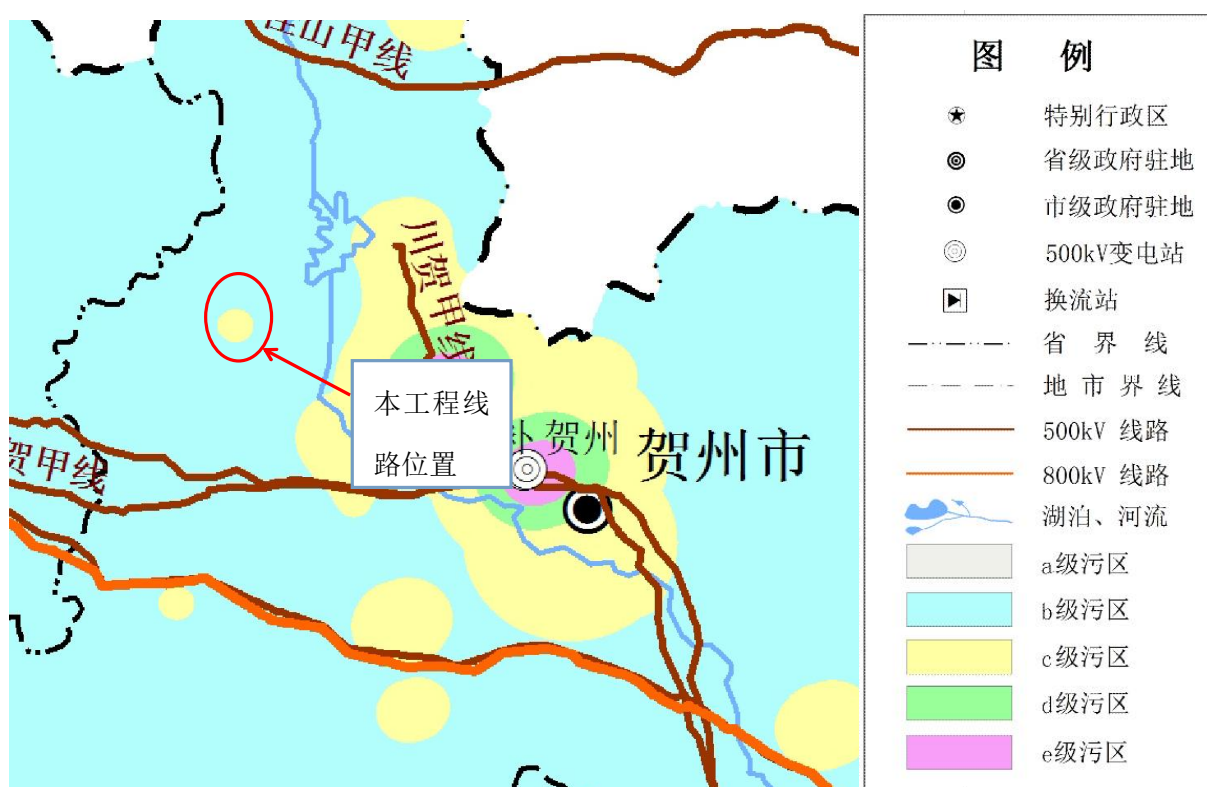 山甲线
川贺甲线
本工程线
路位置
贺州
贺州市
贺甲线
图 例
特别行政区
省级政府驻地
市级政府驻地
500kV变电站
换流站
省 界 线
地 市 界 线
500kV 线路
800kV 线路
湖泊、河流
a级污区
b级污区
c级污区
d级污区
e级污区